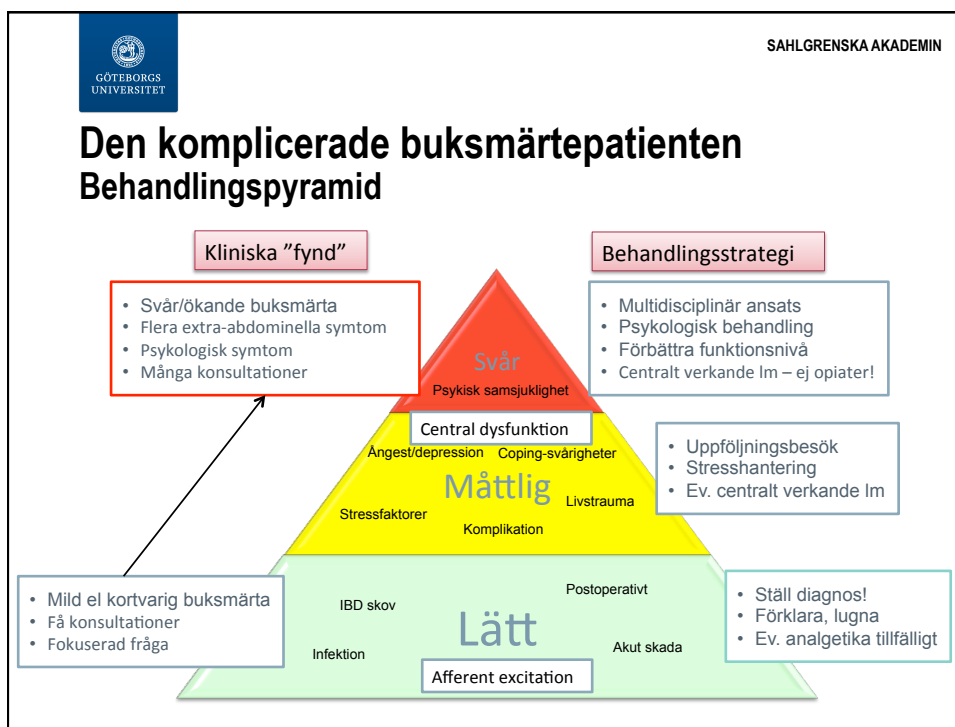 GÖTEBORGS
UNIVERSITET
SAHLGRENSKA AKADEMIN
Den komplicerade buksmärtepatienten
Behandlingspyramid
Kliniska ”fynd”
Behandlingsstrategi
• Svår/ökande buksmärta
• Flera extra-abdominella symtom
• Psykologisk symtom
• Många konsultationer
• Multidisciplinär ansats
• Psykologisk behandling
• Förbättra funktionsnivå
• Centralt verkande lm – ej opiater!
Svår
Psykisk samsjuklighet
Central dysfunktion
Ångest/depression
Coping-svårigheter
Måttlig
Livstrauma
Stressfaktorer
Komplikation
• Uppföljningsbesök
• Stresshantering
• Ev. centralt verkande lm
• Mild el kortvarig buksmärta
• Få konsultationer
• Fokuserad fråga
IBD skov
Postoperativt
Lätt
Infektion
Akut skada
Afferent excitation
• Ställ diagnos!
• Förklara, lugna
• Ev. analgetika tillfälligt